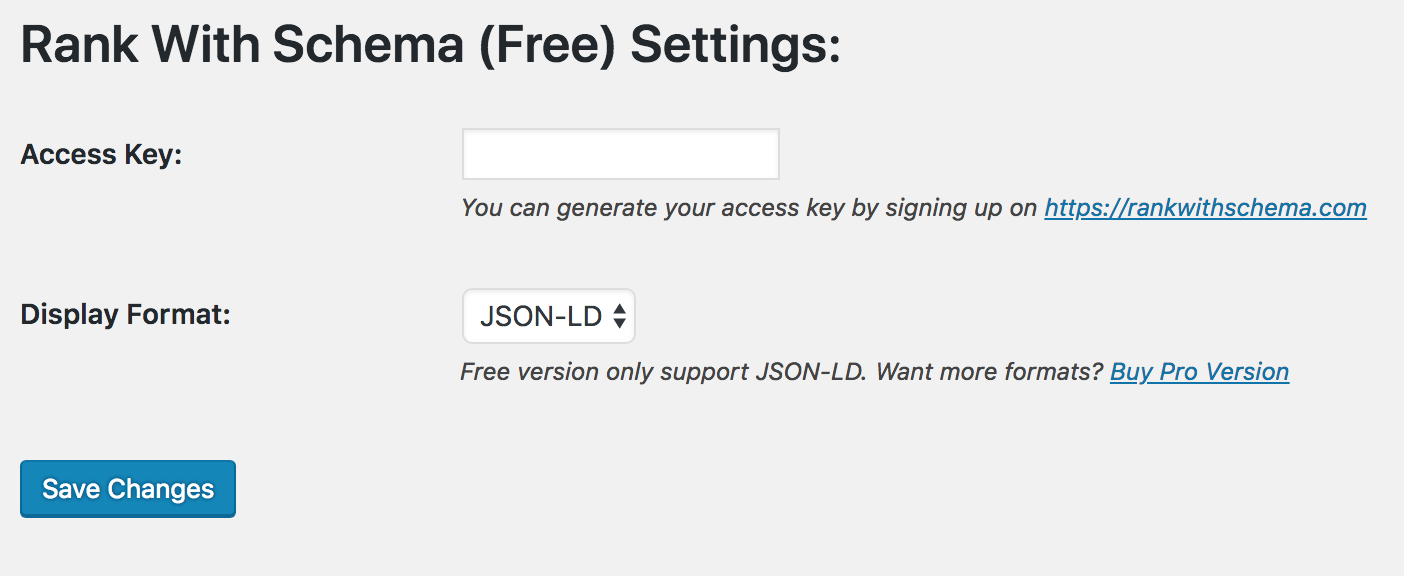 Rank With Schema (Free) Settings:
Access Key:
You can generate your access key by signing up on https://rankwithschema.com
Display Format:
JSON-LD
Free version only support JSON-LD. Want more formats? Buy Pro Version
Save Changes